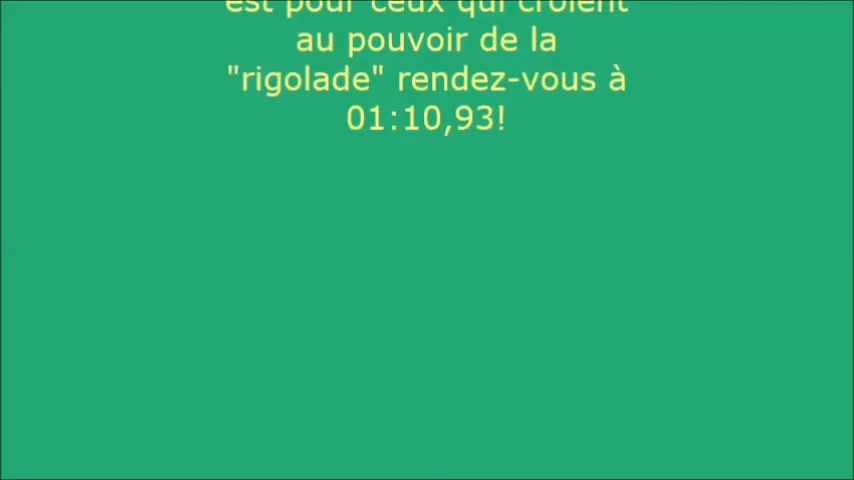 est pour ceux qui croient
au pouvoir de la
"rigolade" rendez-vous à
01:10,93!